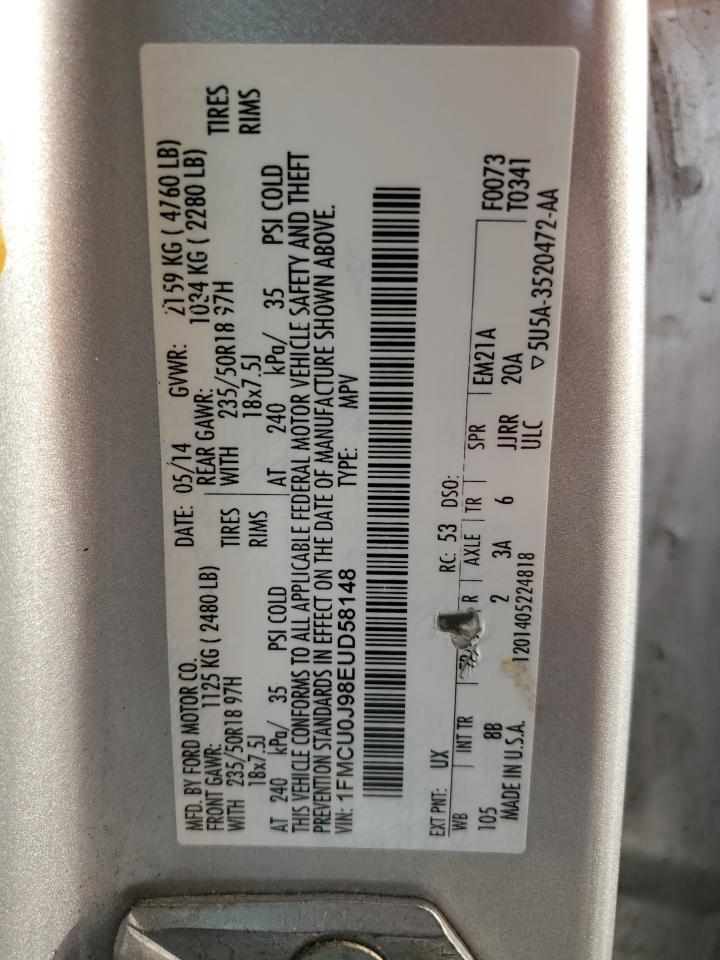 MFD. BY FORD MOTOR CO.
DATE: 05/14 GVWR: 2159 KG ( 4760 LB)
FRONT GAWR: 1125 KG ( 2480 LB) REAR GAWR: 1034 KG ( 2280 LB)
WITH 235/50R18 97H TIRES WITH 235/50R18 97H TIRES
18x7.5J RIMS 18x7.5J RIMS
AT 240 kPa/ 35 PSI COLD AT 240 kPa/ 35 PSI COLD
THIS VEHICLE CONFORMS TO ALL APPLICABLE FEDERAL MOTOR VEHICLE SAFETY AND THEFT
PREVENTION STANDARDS IN EFFECT ON THE DATE OF MANUFACTURE SHOWN ABOVE.
VIN: 1FMCU0J98EUD58148 TYPE: MPV
EXT PNT: UX RC: 53 DSO:
WB INT TR R AXLE TR SPR EM21A F0073
105 8B 2 3A 6 JJRR 20A T0341
MADE IN U.S.A. 1201405224818 ULC ▽5U5A-3520472-AA